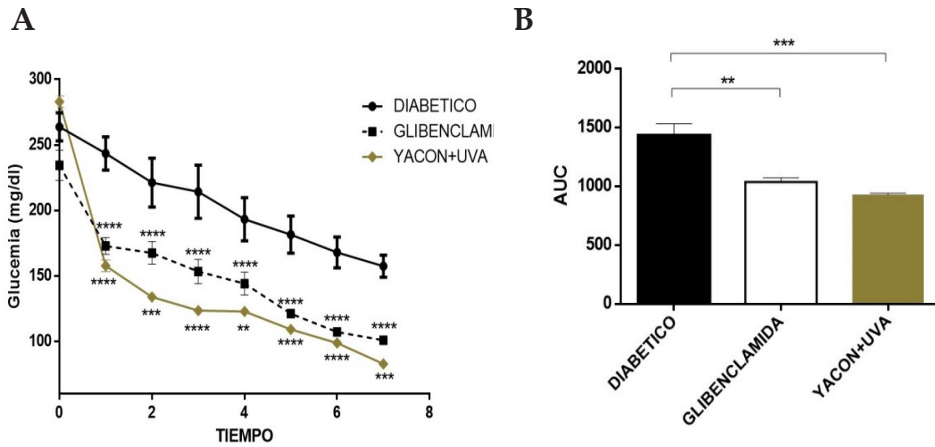 A
B
300
250
200
150
100
Glucemia (mg/dl)
DIABETICO
GLIBENCLAMI
YACON+UVA
****
****
****
****
****
****
****
****
***
****
**
****
****
***
0
2
4
6
8
TIEMPO
***
**
2000
1500
1000
500
0
AUC
DIABETICO
GLIBENCLAMIDA
YACON+UVA